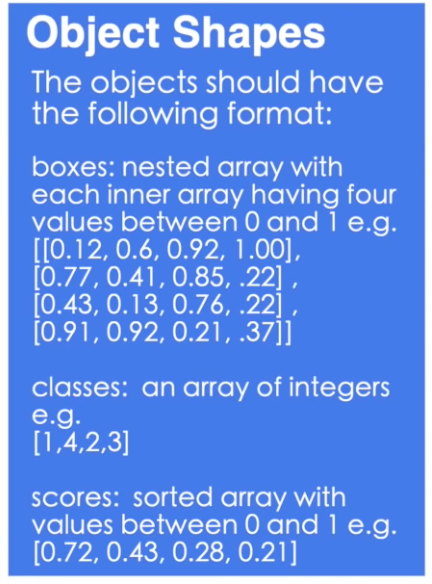 Object Shapes
The objects should have
the following format:
boxes: nested array with
each inner array having four
values between 0 and 1 e.g.
[[0.12, 0.6, 0.92, 1.00],
[0.77, 0.41, 0.85, .22] ,
[0.43, 0.13, 0.76, .22] ,
[0.91, 0.92, 0.21, .37]]
classes:  an array of integers
e.g.
[1,4,2,3]
scores:  sorted array with
values between 0 and 1 e.g.
[0.72, 0.43, 0.28, 0.21]